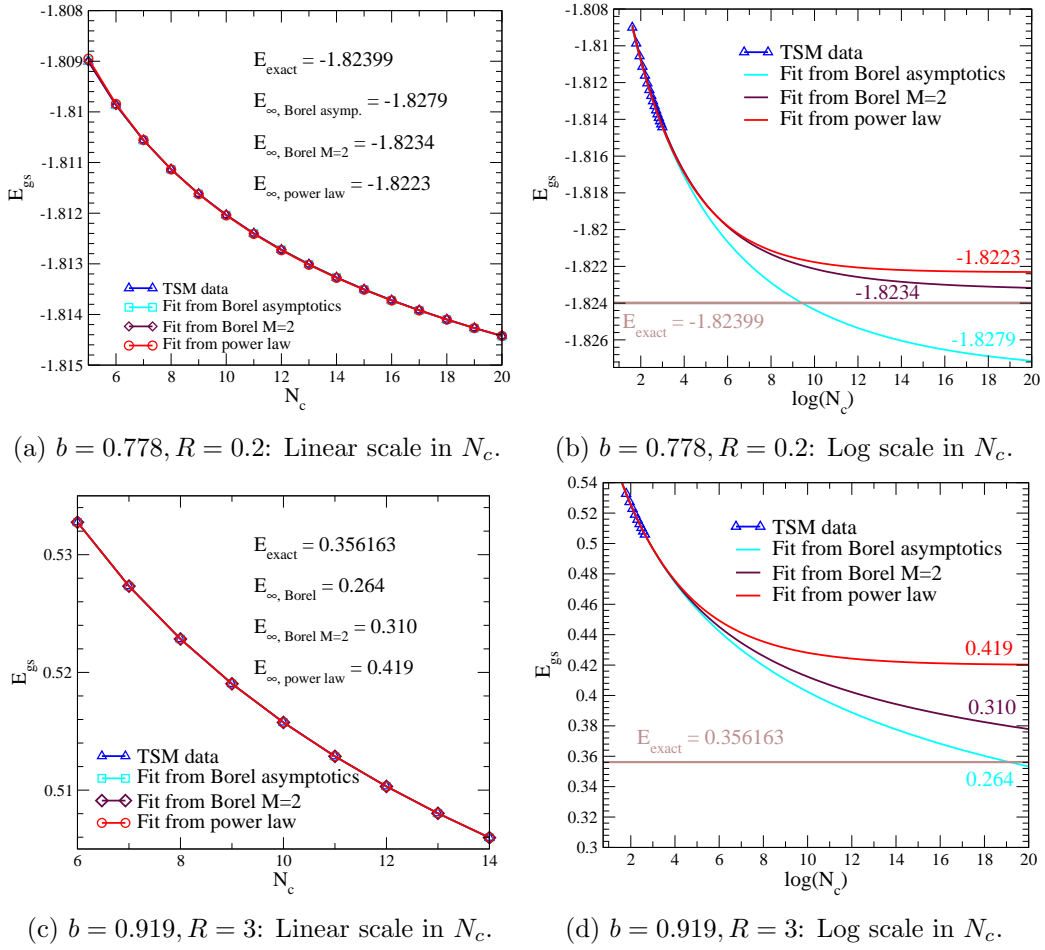 -1.808
-1.809
-1.81
-1.811
-1.812
-1.813
-1.814
-1.815
E_gs
E_exact = -1.82399
E_∞, Borel asymp. = -1.8279
E_∞, Borel M=2 = -1.8234
E_∞, power law = -1.8223
TSM data
Fit from Borel asymptotics
Fit from Borel M=2
Fit from power law
6 8 10 12 14 16 18 20
N_c
(a) b = 0.778, R = 0.2: Linear scale in N_c.
-1.808
-1.81
-1.812
-1.814
-1.816
-1.818
-1.82
-1.822
-1.824
-1.826
E_gs
TSM data
Fit from Borel asymptotics
Fit from Borel M=2
Fit from power law
-1.8223
-1.8234
E_exact = -1.82399
-1.8279
2 4 6 8 10 12 14 16 18 20
log(N_c)
(b) b = 0.778, R = 0.2: Log scale in N_c.
0.53
0.52
0.51
E_gs
E_exact = 0.356163
E_∞, Borel = 0.264
E_∞, Borel M=2 = 0.310
E_∞, power law = 0.419
TSM data
Fit from Borel asymptotics
Fit from Borel M=2
Fit from power law
6 8 10 12 14
N_c
(c) b = 0.919, R = 3: Linear scale in N_c.
0.54
0.52
0.5
0.48
0.46
0.44
0.42
0.4
0.38
0.36
0.34
0.32
0.3
E_gs
TSM data
Fit from Borel asymptotics
Fit from Borel M=2
Fit from power law
0.419
0.310
E_exact = 0.356163
0.264
2 4 6 8 10 12 14 16 18 20
log(N_c)
(d) b = 0.919, R = 3: Log scale in N_c.